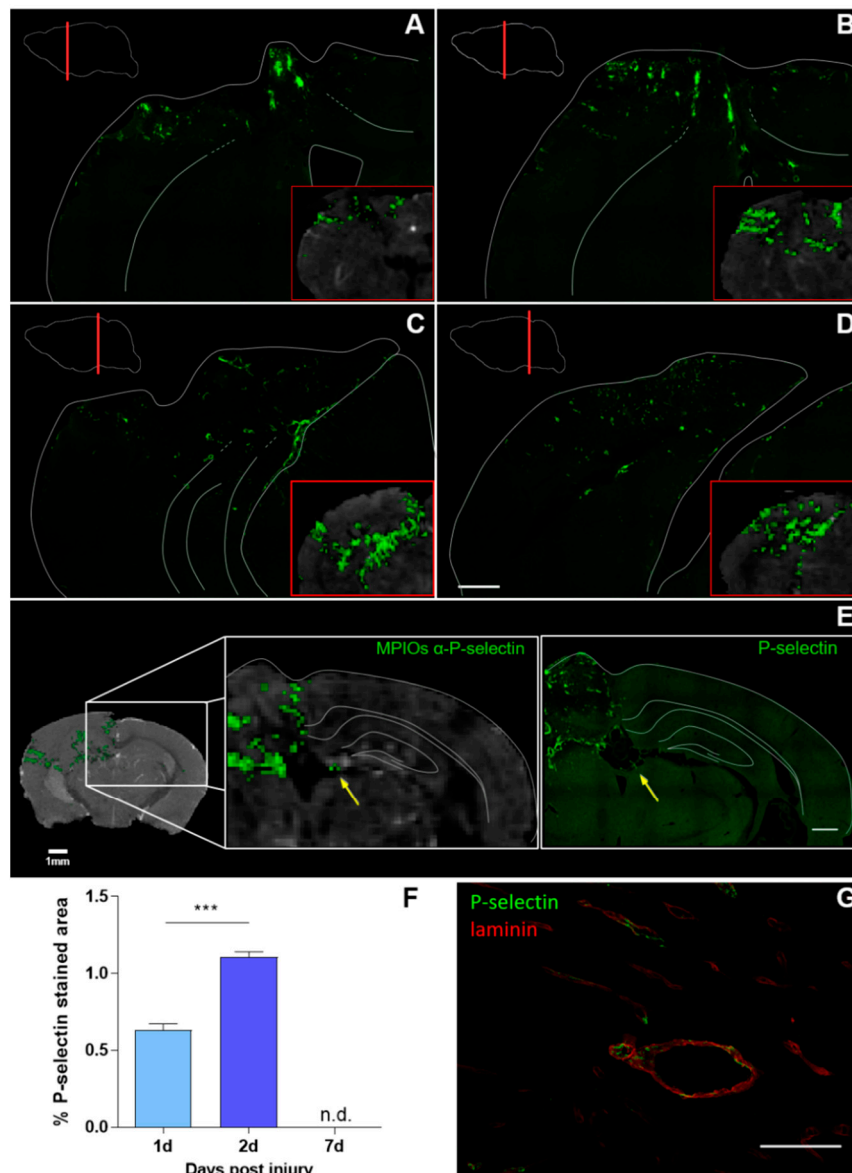 A
B
C
D
E
MPIOs α-P-selectin
P-selectin
1mm
F
% P-selectin stained area
1.5
1.0
0.5
0.0
***
n.d.
1d
2d
7d
Days post injury
G
P-selectin
laminin